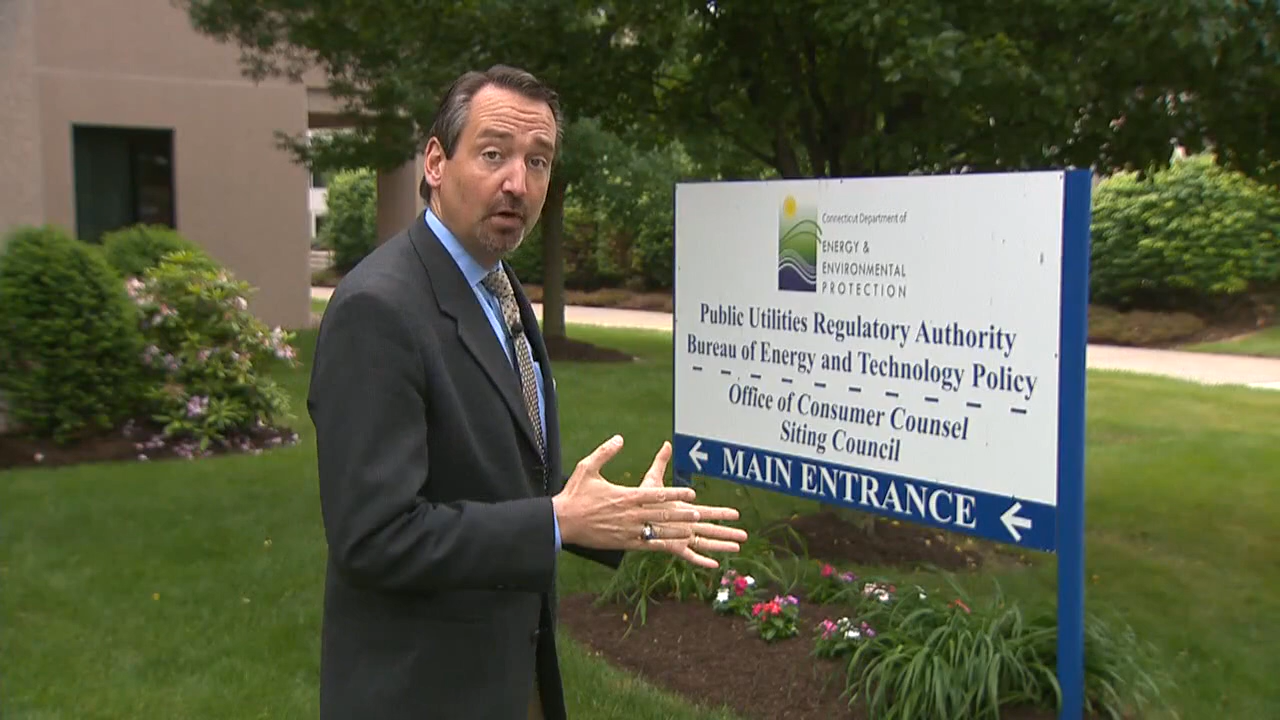 Connecticut Department of
ENERGY &
ENVIRONMENTAL
PROTECTION
Public Utilities Regulatory Authority
Bureau of Energy and Technology Policy
Office of Consumer Counsel
Siting Council
← MAIN ENTRANCE ←